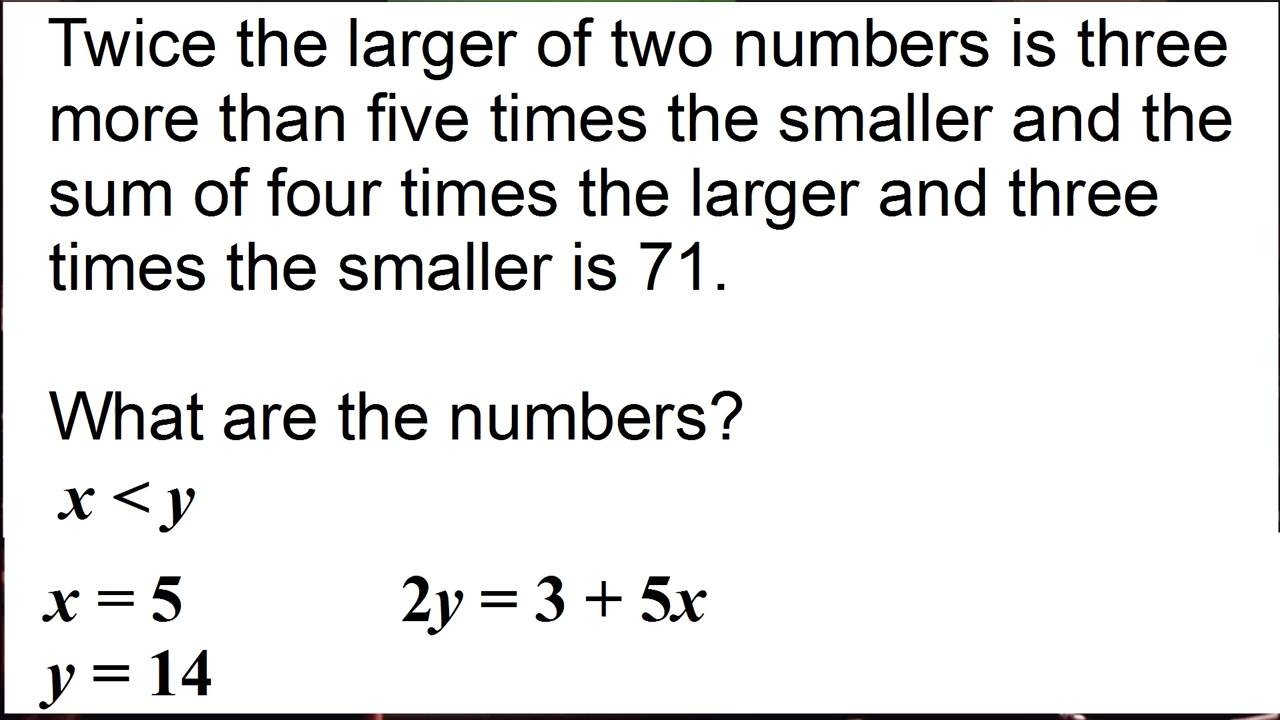 Twice the larger of two numbers is three
more than five times the smaller and the
sum of four times the larger and three
times the smaller is 71.
What are the numbers?
x < y
x = 5 2y = 3 + 5x
y = 14